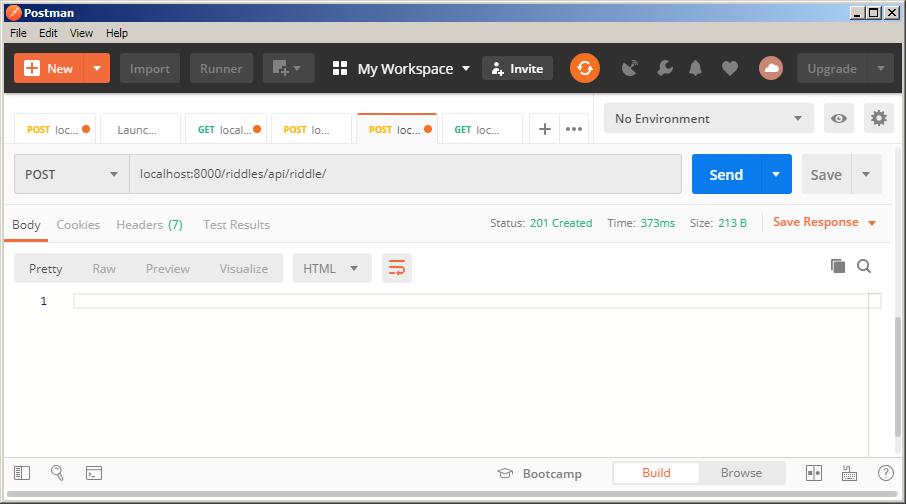 Postman
File Edit View Help
New Import Runner My Workspace Invite Upgrade
POST loc... Launc... GET local... POST lo... POST loc... GET loc... + ••• No Environment
POST localhost:8000/riddles/api/riddle/ Send Save
Body Cookies Headers (7) Test Results Status: 201 Created Time: 373ms Size: 213 B Save Response
Pretty Raw Preview Visualize HTML
1
Bootcamp Build Browse ?